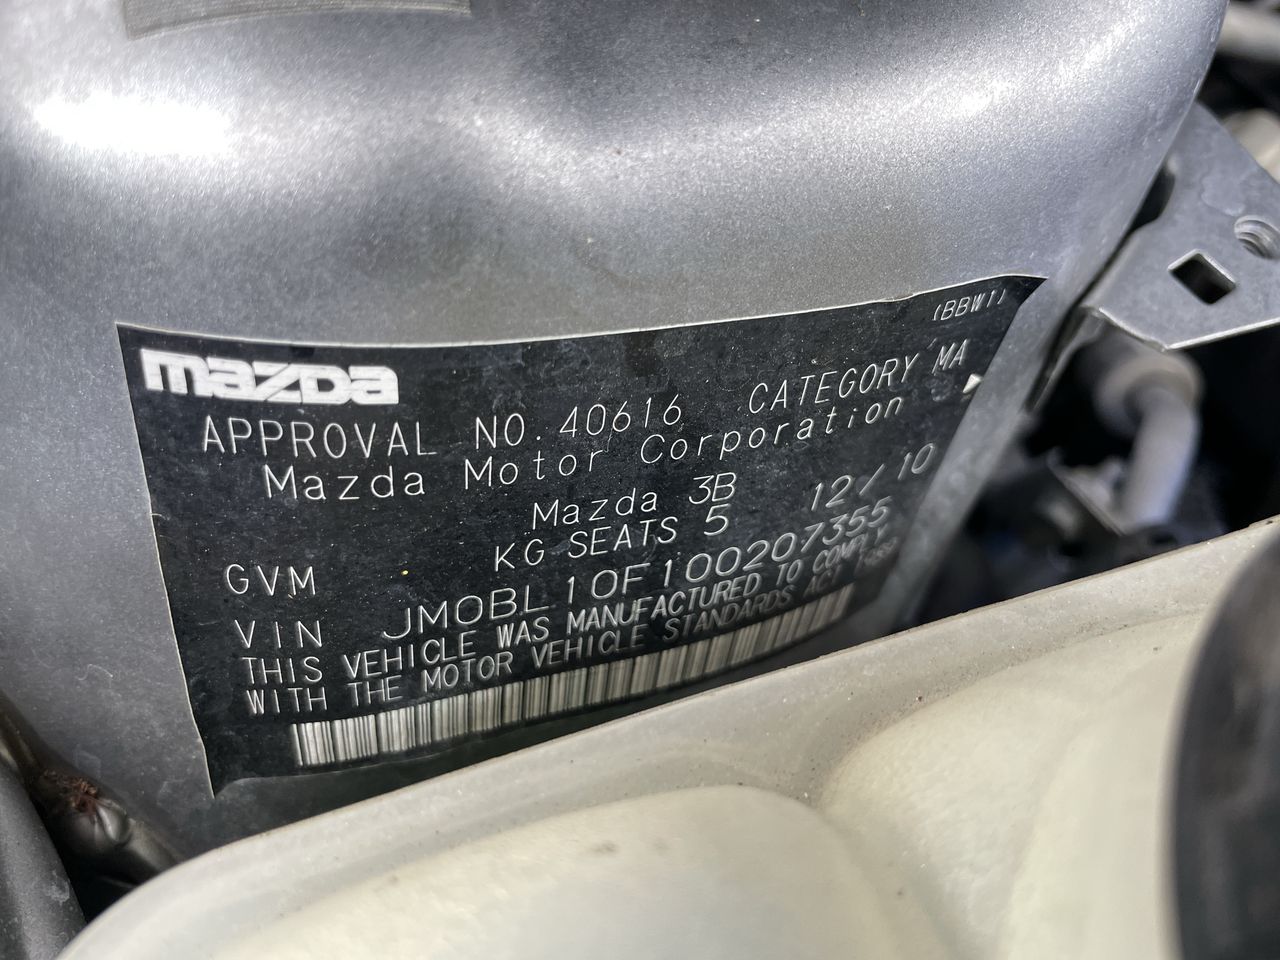 (BBW1)
mazda
APPROVAL NO. 40616 CATEGORY MA
Mazda Motor Corporation
Mazda 3B 12/10
GVM KG SEATS 5
VIN JM0BL10F100207355
THIS VEHICLE WAS MANUFACTURED TO COMPLY
WITH THE MOTOR VEHICLE STANDARDS ACT 1989